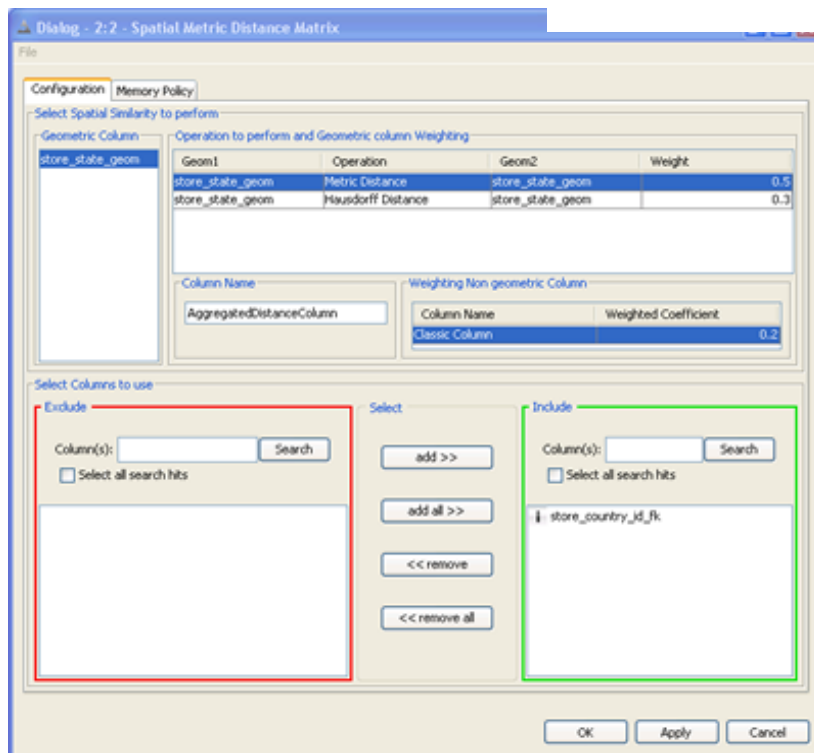 Dialog - 2:2 - Spatial Metric Distance Matrix
File
Configuration Memory Policy
Select Spatial Similarity to perform
Geometric Column Operation to perform and Geometric column Weighting
store_state_geom Geom1 Operation Geom2 Weight
store_state_geom Metric Distance store_state_geom 0.5
store_state_geom Hausdorff Distance store_state_geom 0.3
Column Name Weighting Non geometric Column
AggregatedDistanceColumn Column Name Weighted Coefficient
Classic Column 0.2
Select Columns to use
Exclude Select Include
Column(s): Search add >> Column(s): Search
Select all search hits Select all search hits
add all >> store_country_id_fk
<< remove
<< remove all
OK Apply Cancel